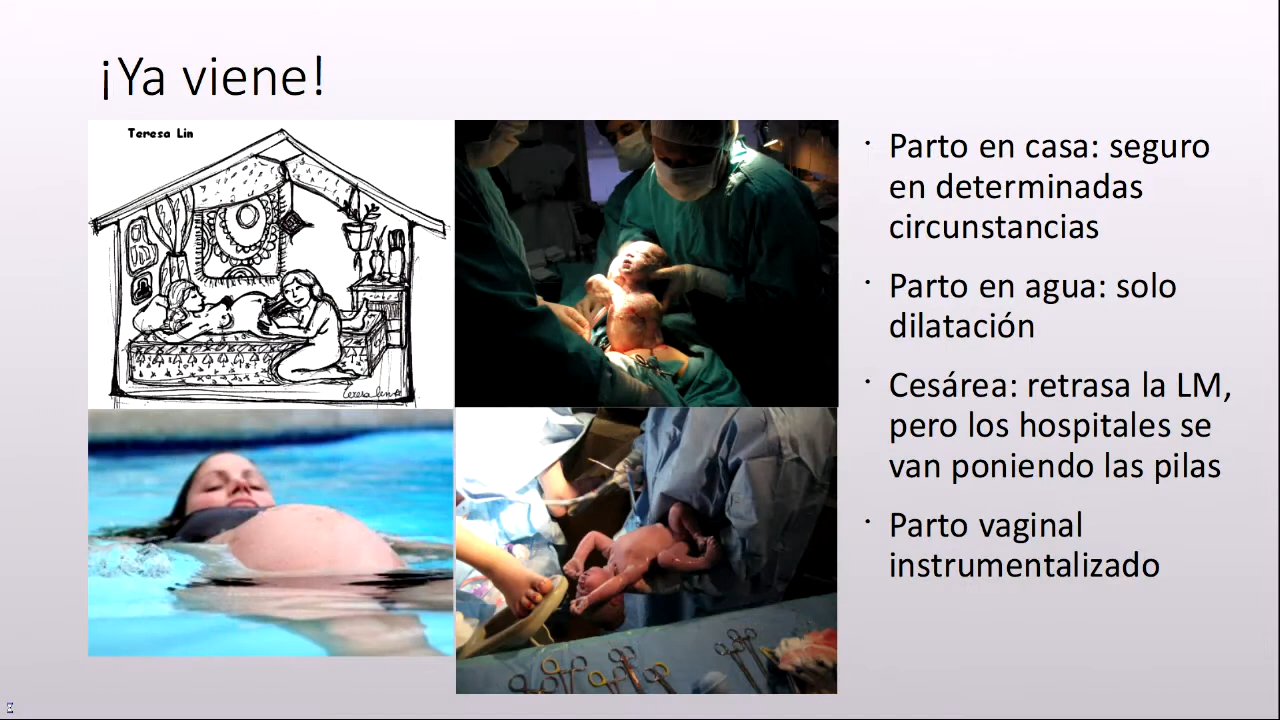 ¡Ya viene!
Teresa Lin
Parto en casa: seguro
en determinadas
circunstancias
Parto en agua: solo
dilatación
Cesárea: retrasa la LM,
pero los hospitales se
van poniendo las pilas
Parto vaginal
instrumentalizado